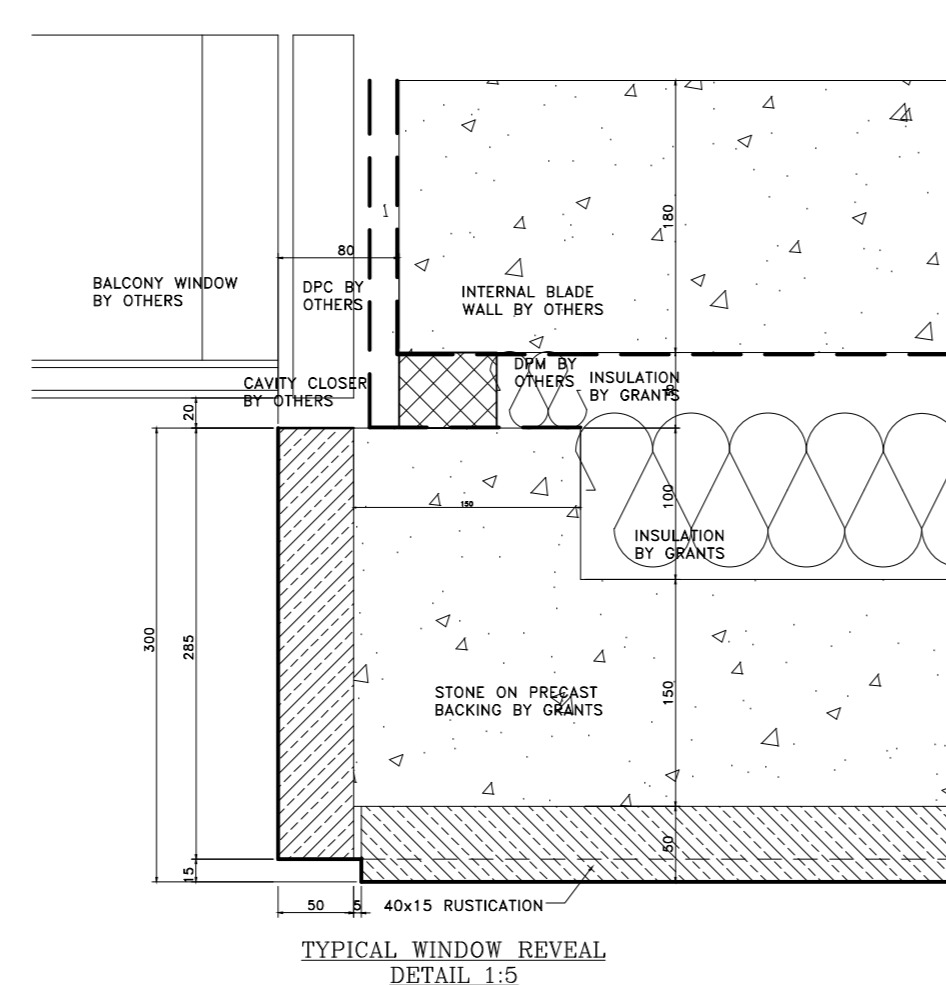 180
1
80
BALCONY WINDOW
BY OTHERS
DPC BY
OTHERS
INTERNAL BLADE
WALL BY OTHERS
DPM BY
OTHERS
INSULATION
BY GRANTS
CAVITY CLOSER
BY OTHERS
20
100
150
INSULATION
BY GRANTS
300
285
STONE ON PRECAST
BACKING BY GRANTS
150
50
15
50
5
40x15 RUSTICATION
TYPICAL WINDOW REVEAL
DETAIL 1:5